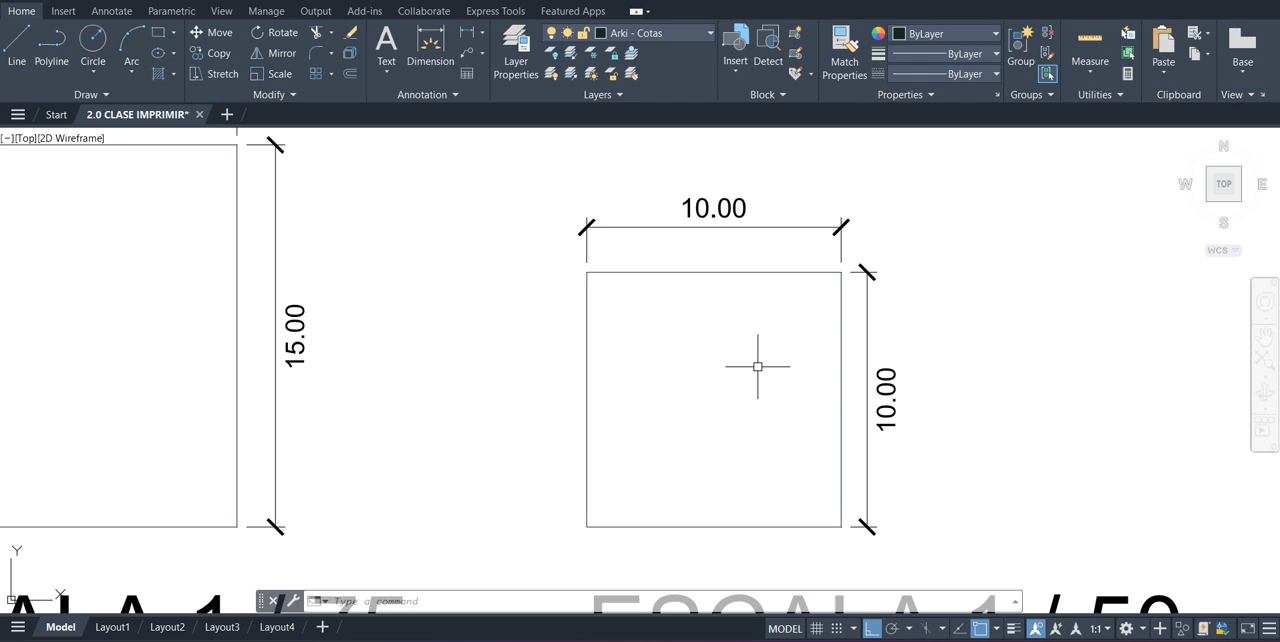 Home Insert Annotate Parametric View Manage Output Add-ins Collaborate Express Tools Featured Apps
Line Polyline Circle Arc
Move Rotate
Copy Mirror
Stretch Scale
Text Dimension
Layer Properties
Arki - Cotas
Insert Detect
Match Properties
ByLayer
ByLayer
ByLayer
Group Measure Paste Base
Draw Modify Annotation Layers Block Properties Groups Utilities Clipboard View
Start 2.0 CLASE IMPRIMIR*
[−][Top][2D Wireframe]
N
W TOP E
S
WCS
10.00
15.00
10.00
Y
X
Type a command
ESCALA 1 / 50
Model Layout1 Layout2 Layout3 Layout4
MODEL 1:1